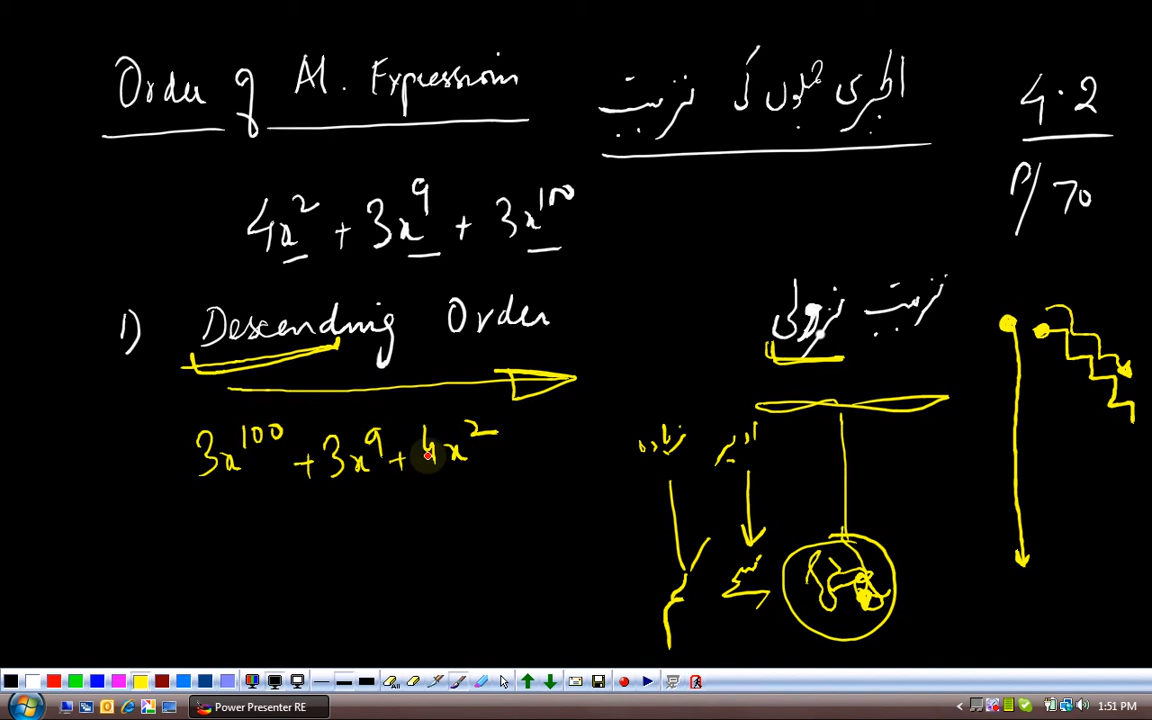 Order of Al. Expression الجبری جملوں کی ترتیب 4.2
P/70
4x² + 3x⁹ + 3x¹⁰⁰
1) Descending Order ترتیب نزولی
3x¹⁰⁰ + 3x⁹ + 4x²
زیادہ اوپر
سے
کم
Power Presenter RE
1:51 PM